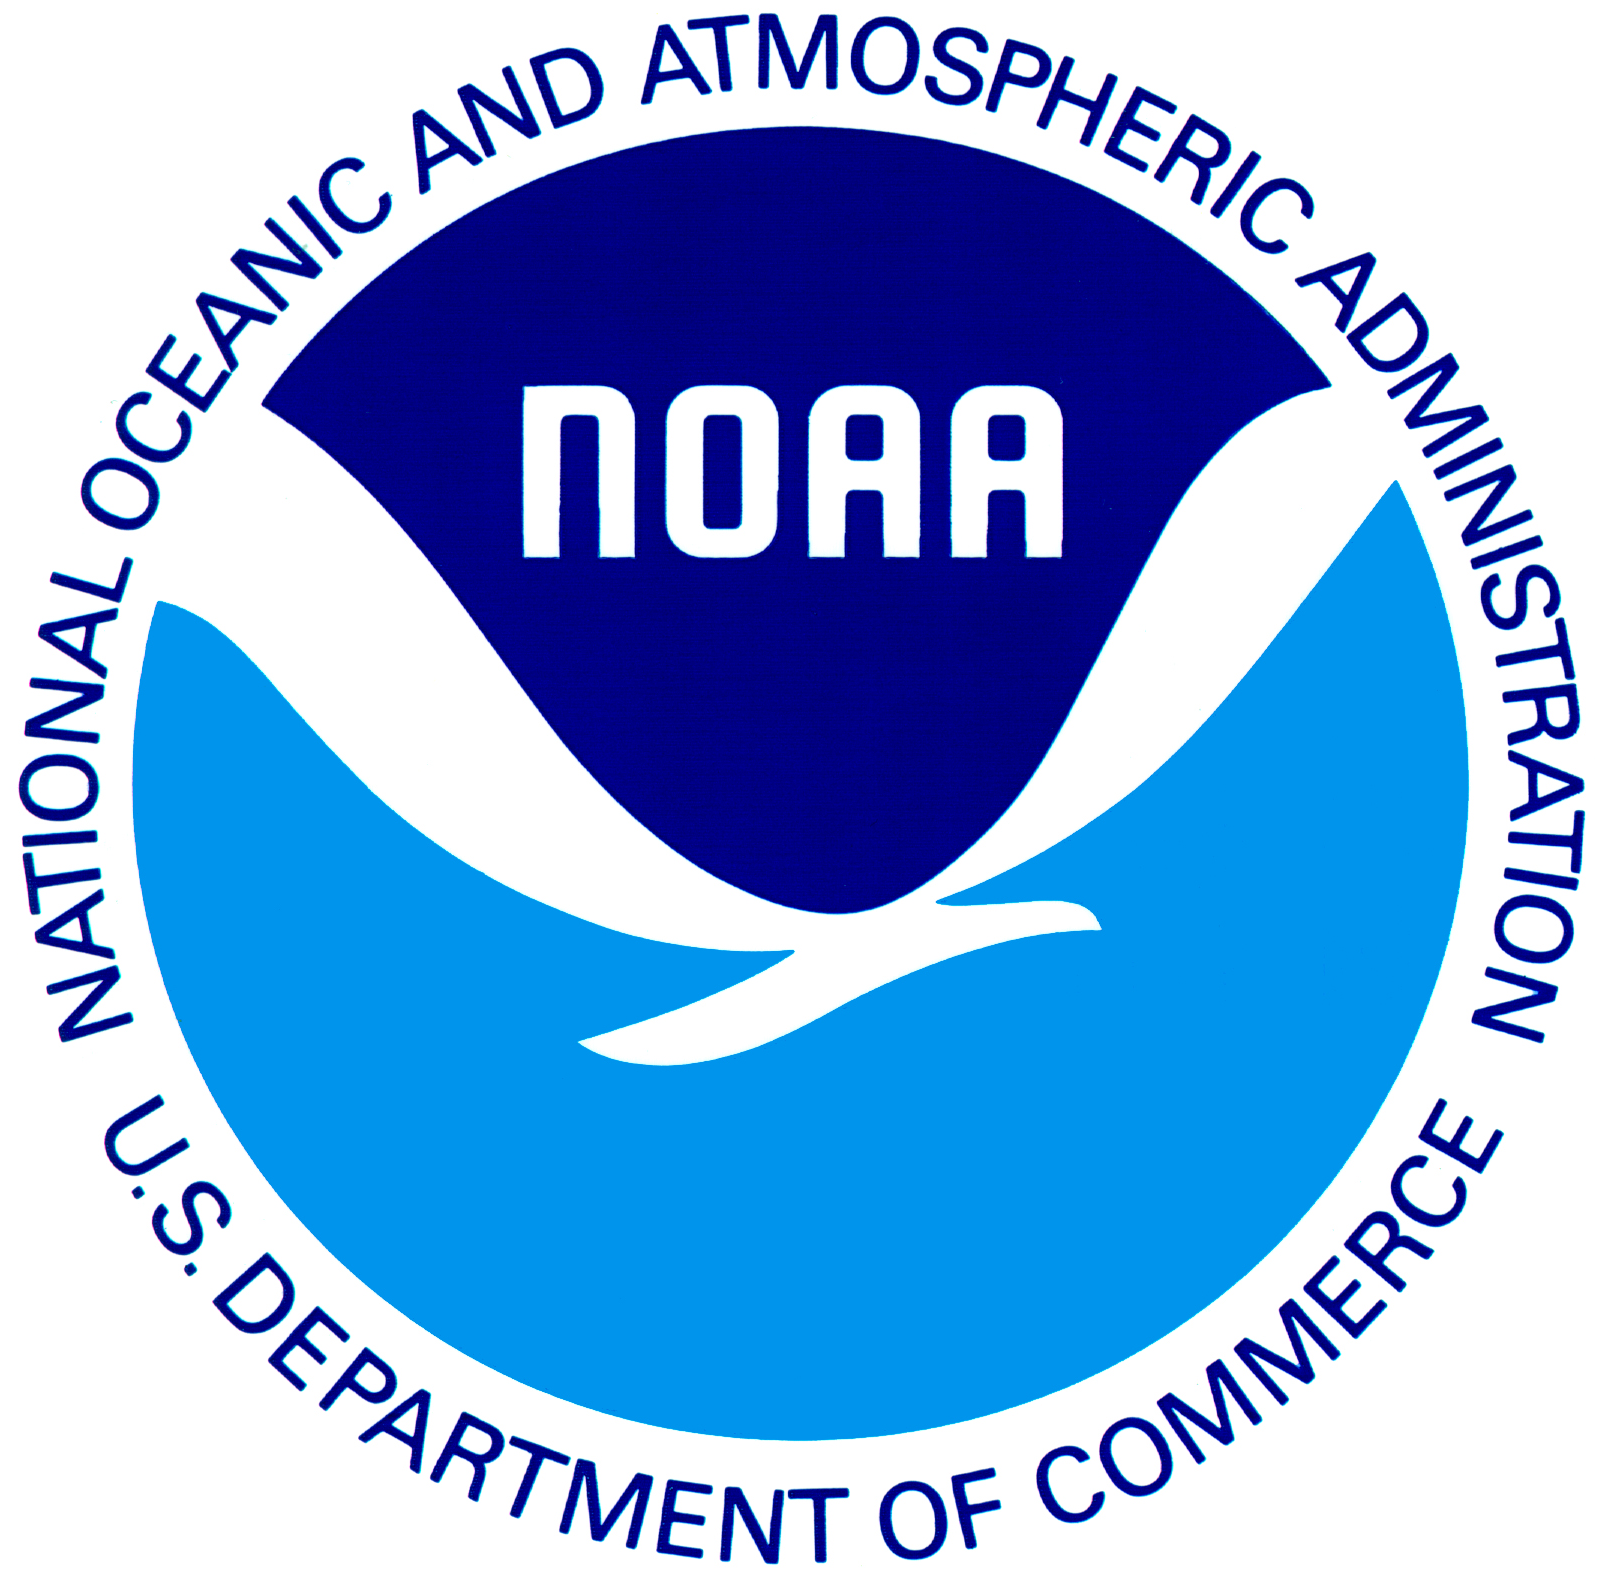 NATIONAL OCEANIC AND ATMOSPHERIC ADMINISTRATION
NOAA
U.S. DEPARTMENT OF COMMERCE